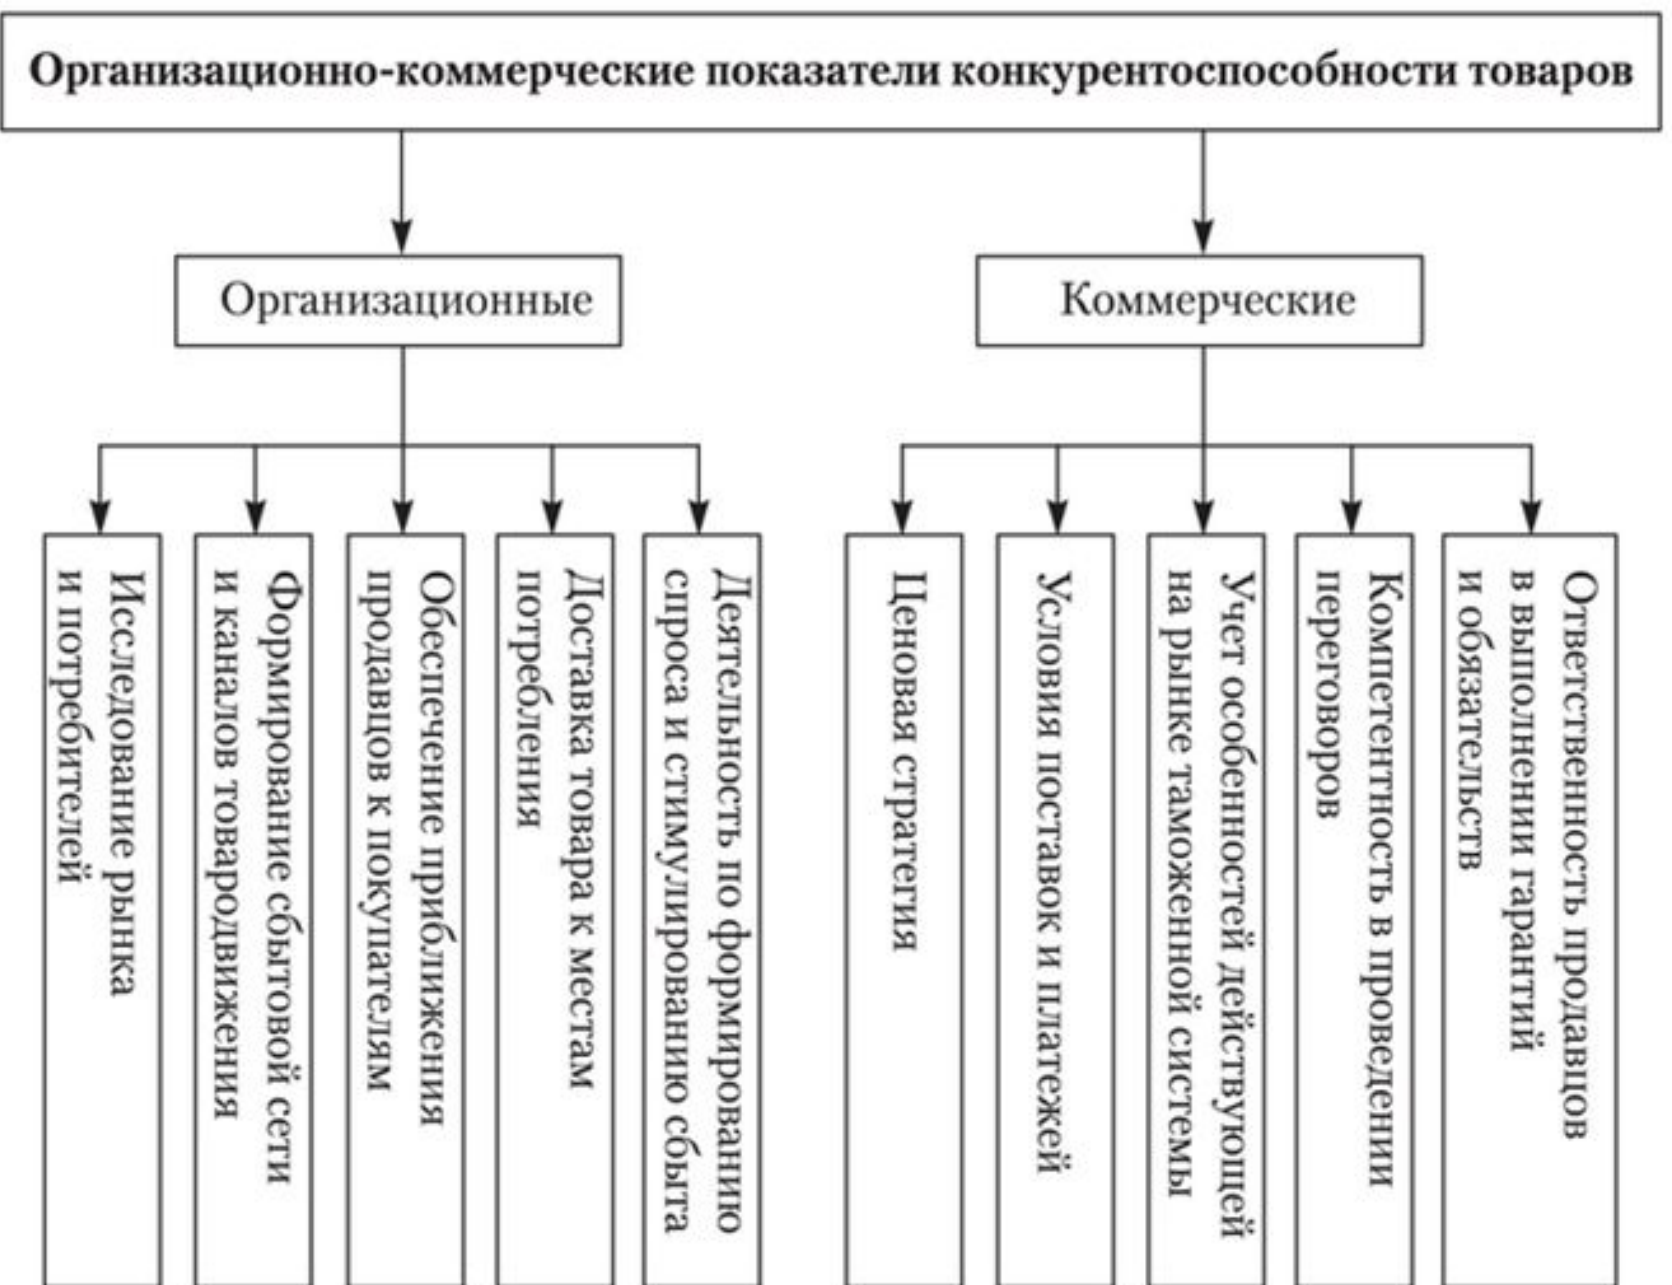 Организационно-коммерческие показатели конкурентоспособности товаров
Организационные
Коммерческие
Исследование рынка
и потребителей
Формирование сбытовой сети
и каналов товародвижения
Обеспечение приближения
продавцов к покупателям
Доставка товара к местам
потребления
Деятельность по формированию
спроса и стимулированию сбыта
Ценовая стратегия
Условия поставок и платежей
Учет особенностей действующей
на рынке таможенной системы
Компетентность в проведении
переговоров
Ответственность продавцов
в выполнении гарантий
и обязательств